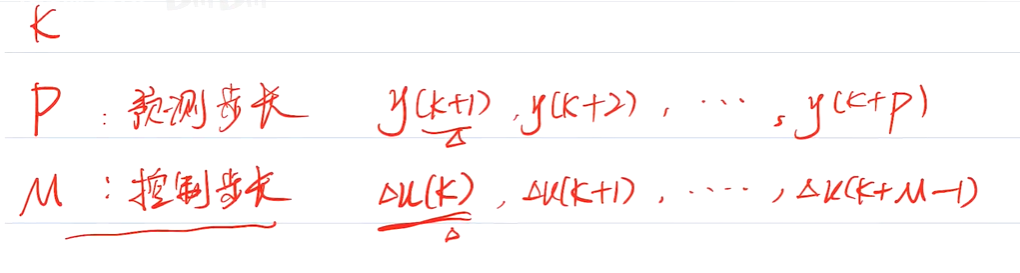 K
P : 预测步长 y(k+1), y(k+2), ···, y(k+P)
M : 控制步长 Δu(k), Δu(k+1), ····, Δu(k+M-1)